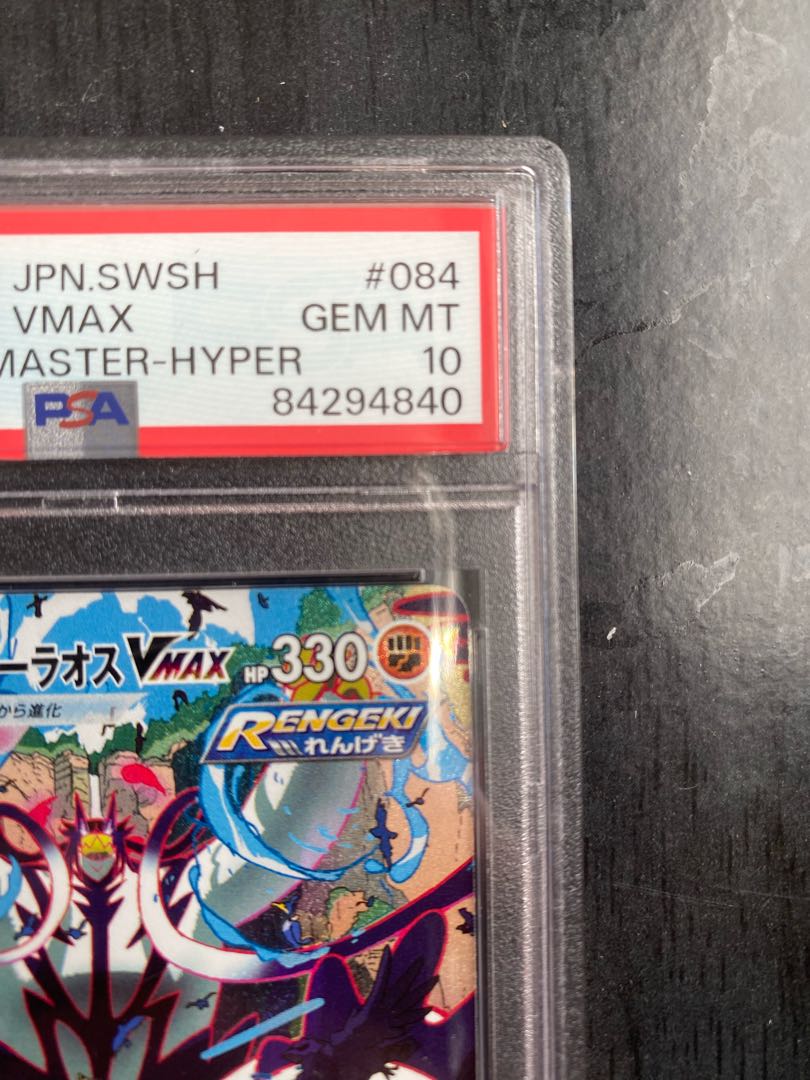 JPN.SWSH #084
VMAX GEM MT
MASTER-HYPER 10
PSA 84294840
ーラオス VMAX HP 330
から進化
RENGEKI
れんげき